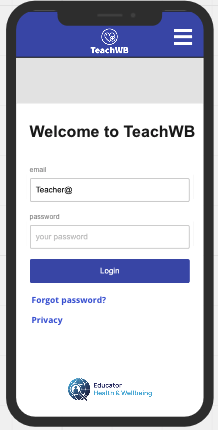 TeachWB
Welcome to TeachWB
email
Teacher@
password
your password
Login
Forgot password?
Privacy
Educator
Health & Wellbeing